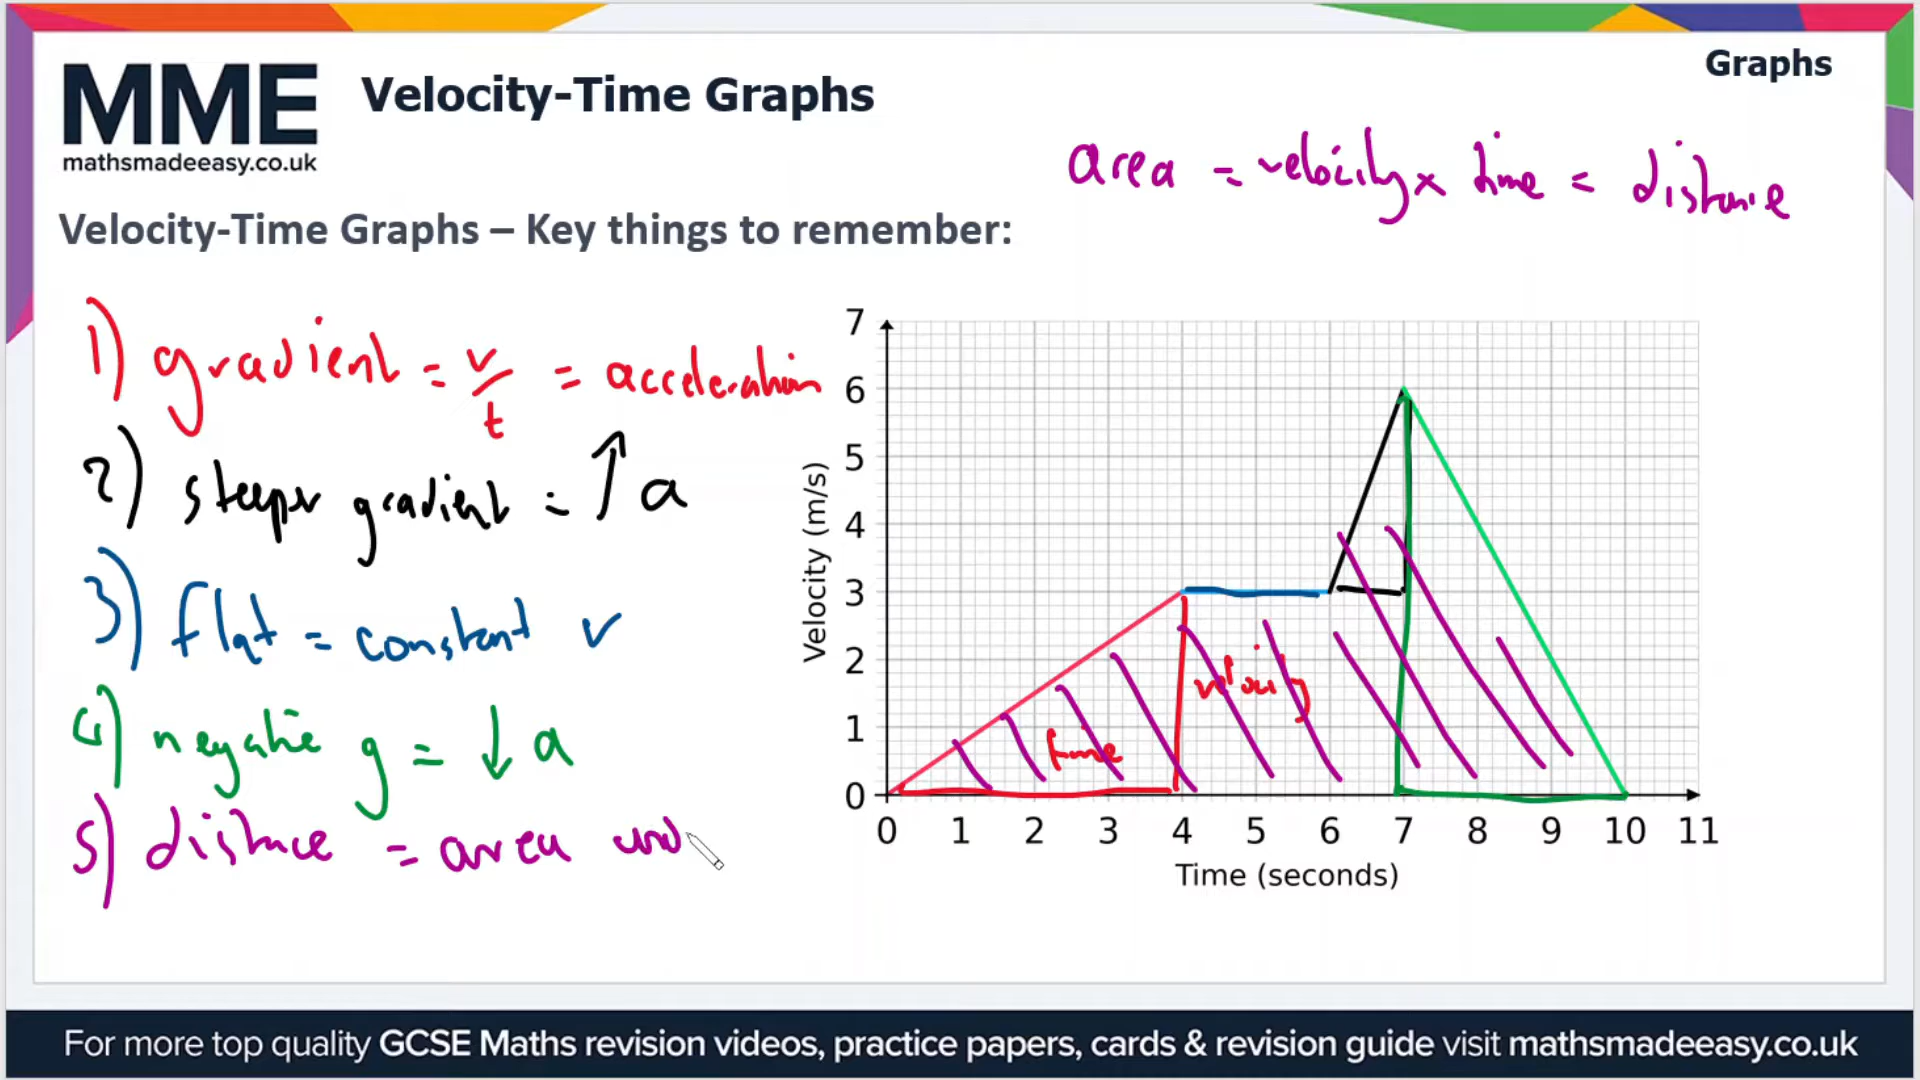 Graphs
MME
mathsmadeeasy.co.uk
Velocity-Time Graphs
area = velocity x time = distance
Velocity-Time Graphs – Key things to remember:
1) gradient = v/t = acceleration
2) steeper gradient = ↑ a
3) flat = constant v
4) negative g = ↓ a
5) distance = area und
7
6
5
4
3
2
1
0
Velocity (m/s)
velocity
time
0 1 2 3 4 5 6 7 8 9 10 11
Time (seconds)
For more top quality GCSE Maths revision videos, practice papers, cards & revision guide visit mathsmadeeasy.co.uk